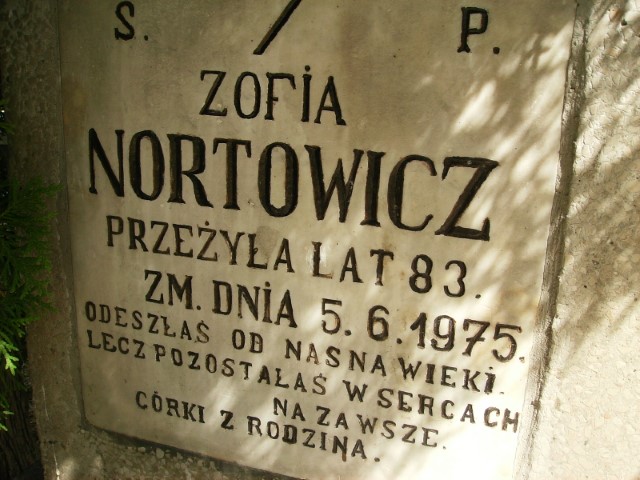 S. / P.
ZOFIA
NORTOWICZ
PRZEŻYŁA LAT 83.
ZM. DNIA 5.6.1975.
ODESZŁAŚ OD NAS NA WIEKI.
LECZ POZOSTAŁAŚ W SERCACH
NA ZAWSZE.
CÓRKI Z RODZINĄ.